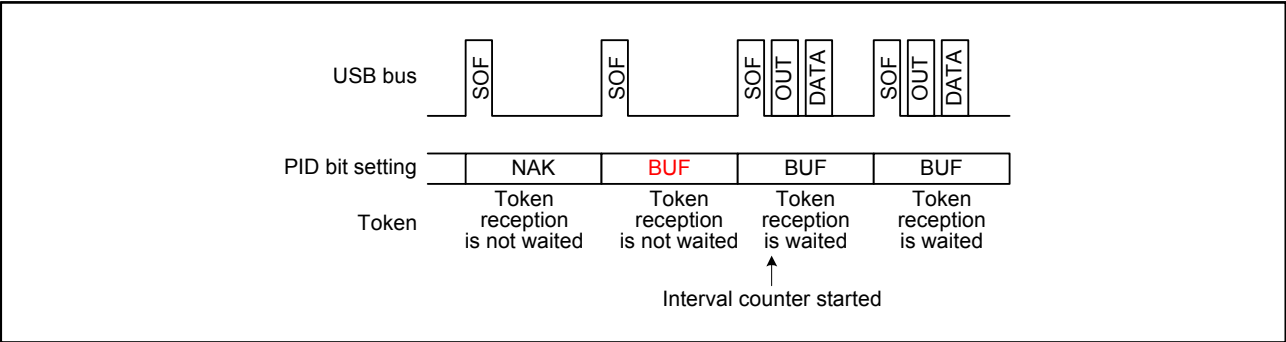 USB bus SOF SOF SOF OUT DATA SOF OUT DATA
PID bit setting NAK BUF BUF BUF
Token
Token
reception
is not waited
Token
reception
is not waited
Token
reception
is waited
Token
reception
is waited
Interval counter started